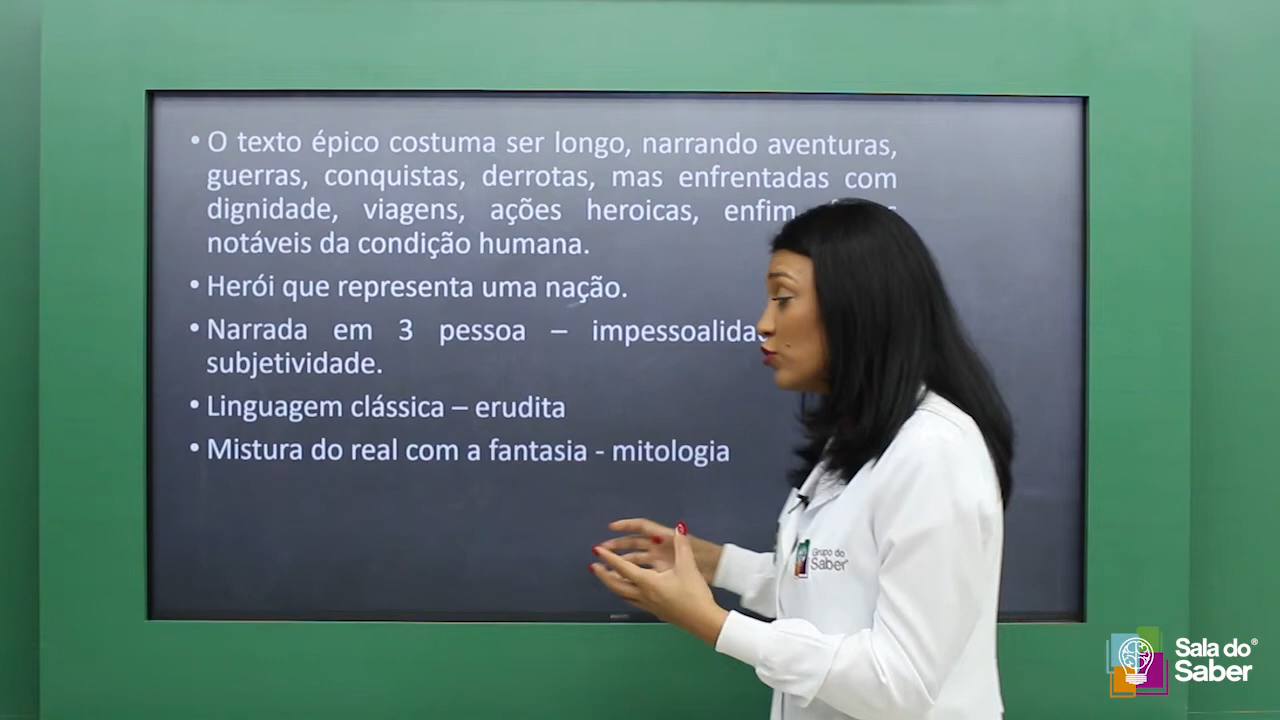 • O texto épico costuma ser longo, narrando aventuras,
guerras, conquistas, derrotas, mas enfrentadas com
dignidade, viagens, ações heroicas, enfim
notáveis da condição humana.
• Herói que representa uma nação.
• Narrada em 3 pessoa – impessoalida
subjetividade.
• Linguagem clássica – erudita
• Mistura do real com a fantasia - mitologia
Grupo do
Saber
Sala do
Saber